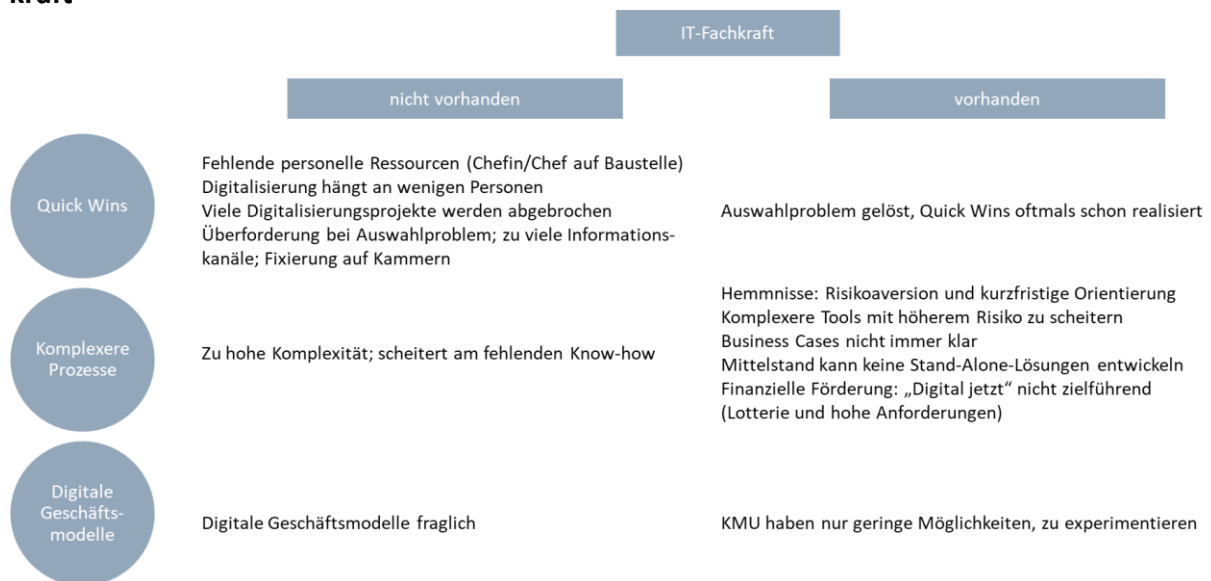 kraft
IT-Fachkraft
nicht vorhanden
vorhanden
Quick Wins
Fehlende personelle Ressourcen (Chefin/Chef auf Baustelle)
Digitalisierung hängt an wenigen Personen
Viele Digitalisierungsprojekte werden abgebrochen
Überforderung bei Auswahlproblem; zu viele Informations-
kanäle; Fixierung auf Kammern
Auswahlproblem gelöst, Quick Wins oftmals schon realisiert
Komplexere
Prozesse
Zu hohe Komplexität; scheitert am fehlenden Know-how
Hemmnisse: Risikoaversion und kurzfristige Orientierung
Komplexere Tools mit höherem Risiko zu scheitern
Business Cases nicht immer klar
Mittelstand kann keine Stand-Alone-Lösungen entwickeln
Finanzielle Förderung: „Digital jetzt“ nicht zielführend
(Lotterie und hohe Anforderungen)
Digitale
Geschäfts-
modelle
Digitale Geschäftsmodelle fraglich
KMU haben nur geringe Möglichkeiten, zu experimentieren